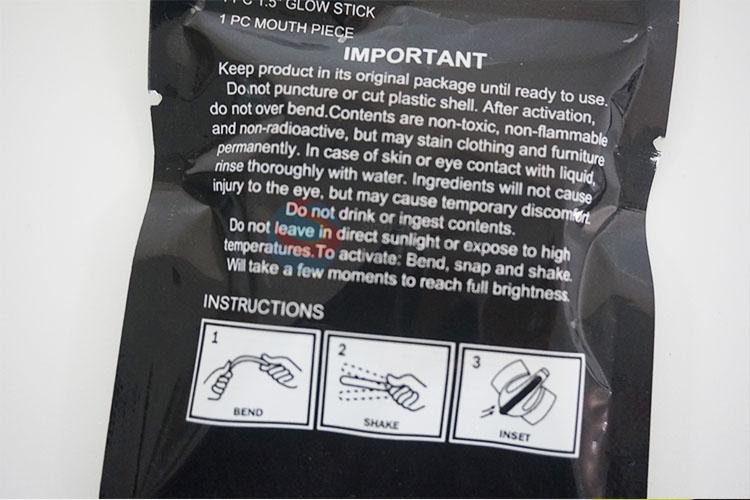 1.5" GLOW STICK
1 PC MOUTH PIECE
IMPORTANT
Keep product in its original package until ready to use.
Do not puncture or cut plastic shell. After activation,
do not over bend.Contents are non-toxic, non-flammable
and non-radioactive, but may stain clothing and furniture
permanently. In case of skin or eye contact with liquid,
rinse thoroughly with water. Ingredients will not cause
injury to the eye, but may cause temporary discomfort.
Do not drink or ingest contents.
Do not leave in direct sunlight or expose to high
temperatures.To activate: Bend, snap and shake.
Will take a few moments to reach full brightness.
INSTRUCTIONS
1
BEND
2
SHAKE
3
INSET